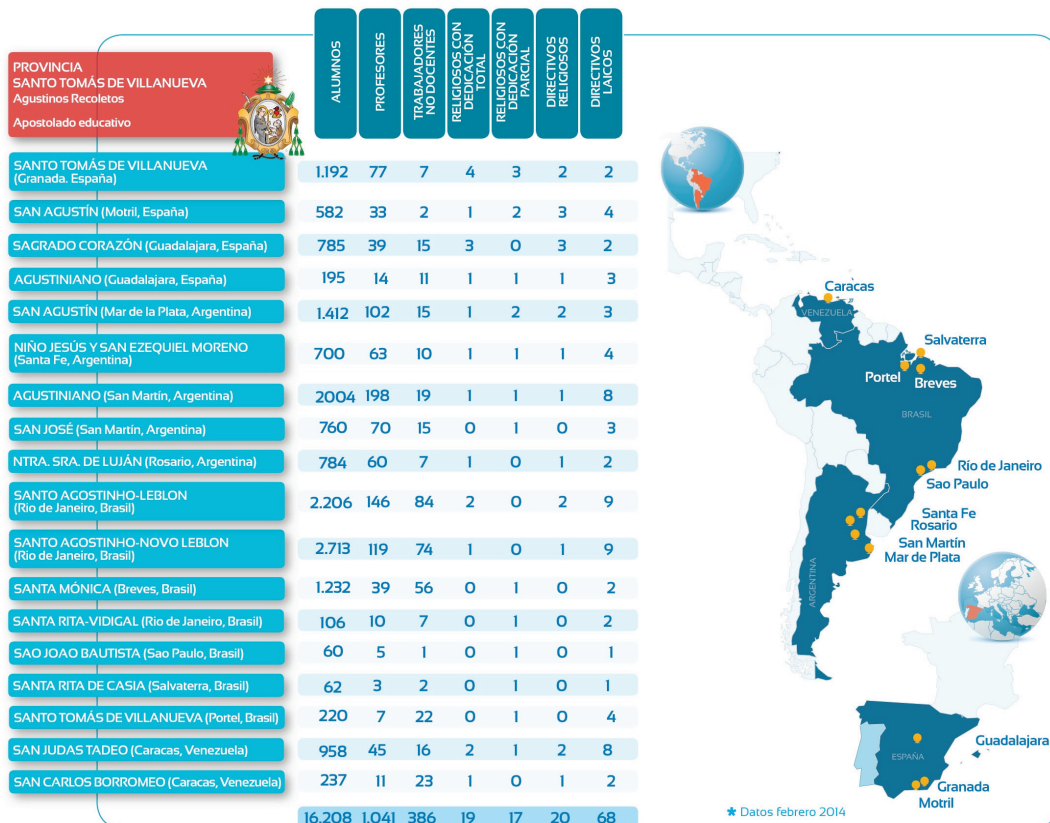 PROVINCIA
SANTO TOMÁS DE VILLANUEVA
Agustinos Recoletos
Apostolado educativo
ALUMNOS
PROFESORES
TRABAJADORES
NO DOCENTES
RELIGIOSOS CON
DEDICACIÓN
TOTAL
RELIGIOSOS CON
DEDICACIÓN
PARCIAL
DIRECTIVOS
RELIGIOSOS
DIRECTIVOS
LAICOS
SANTO TOMÁS DE VILLANUEVA
(Granada. España)
1.192 77 7 4 3 2 2
SAN AGUSTÍN (Motril, España)
582 33 2 1 2 3 4
SAGRADO CORAZÓN (Guadalajara, España)
785 39 15 3 0 3 2
AGUSTINIANO (Guadalajara, España)
195 14 11 1 1 1 3
SAN AGUSTÍN (Mar de la Plata, Argentina)
1.412 102 15 1 2 2 3
NIÑO JESÚS Y SAN EZEQUIEL MORENO
(Santa Fe, Argentina)
700 63 10 1 1 1 4
AGUSTINIANO (San Martín, Argentina)
2004 198 19 1 1 1 8
SAN JOSÉ (San Martín, Argentina)
760 70 15 0 1 0 3
NTRA. SRA. DE LUJÁN (Rosario, Argentina)
784 60 7 1 0 1 2
SANTO AGOSTINHO-LEBLON
(Rio de Janeiro, Brasil)
2.206 146 84 2 0 2 9
SANTO AGOSTINHO-NOVO LEBLON
(Rio de Janeiro, Brasil)
2.713 119 74 1 0 1 9
SANTA MÓNICA (Breves, Brasil)
1.232 39 56 0 1 0 2
SANTA RITA-VIDIGAL (Rio de Janeiro, Brasil)
106 10 7 0 1 0 2
SAO JOAO BAUTISTA (Sao Paulo, Brasil)
60 5 1 0 1 0 1
SANTA RITA DE CASIA (Salvaterra, Brasil)
62 3 2 0 1 0 1
SANTO TOMÁS DE VILLANUEVA (Portel, Brasil)
220 7 22 0 1 0 4
SAN JUDAS TADEO (Caracas, Venezuela)
958 45 16 2 1 2 8
SAN CARLOS BORROMEO (Caracas, Venezuela)
237 11 23 1 0 1 2
16.208 1.041 386 19 17 20 68
Caracas
VENEZUELA
Salvaterra
Portel
Breves
BRASIL
Río de Janeiro
Sao Paulo
Santa Fe
Rosario
San Martín
Mar de Plata
ARGENTINA
Guadalajara
ESPAÑA
Granada
Motril
* Datos febrero 2014